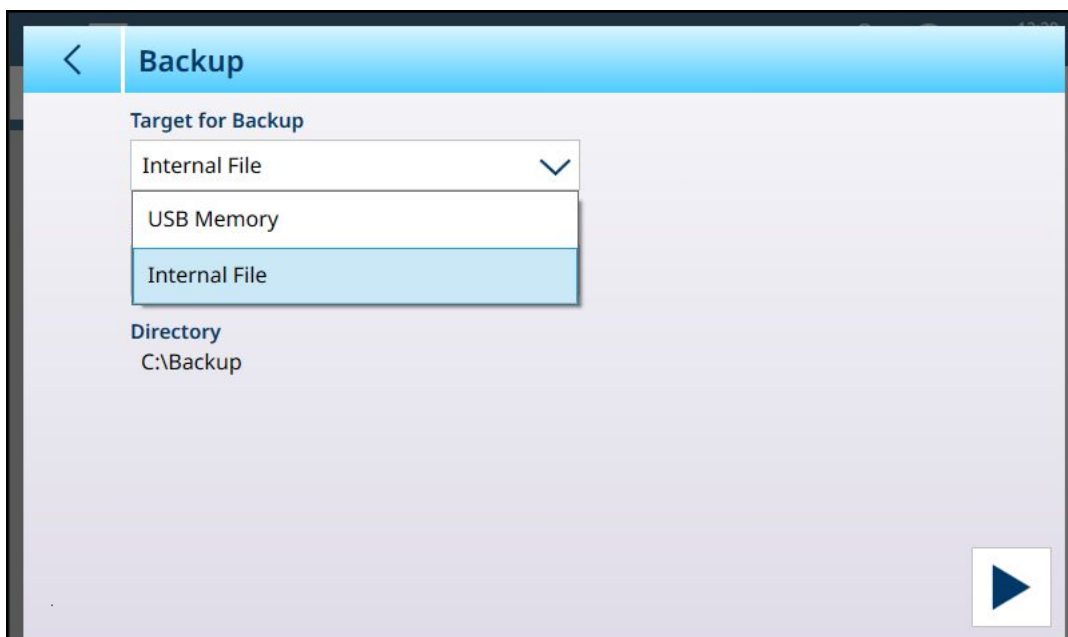 Backup
Target for Backup
Internal File
USB Memory
Internal File
Directory
C:\Backup